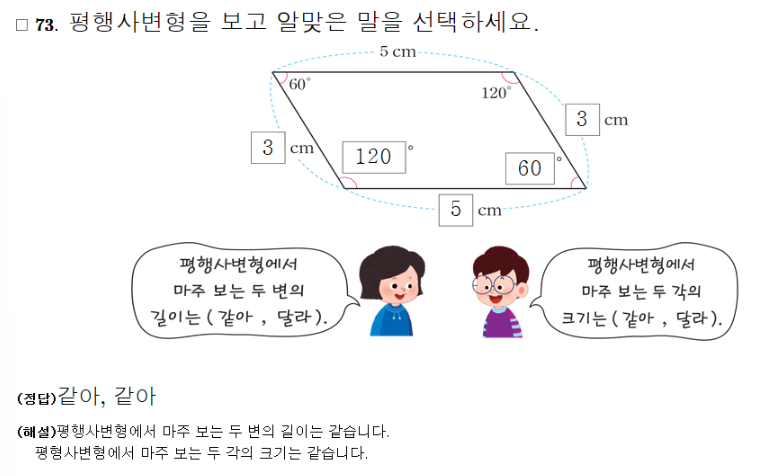 □ 73. 평행사변형을 보고 알맞은 말을 선택하세요.
5 cm
60°
120°
3 cm
3 cm
120°
60°
5 cm
평행사변형에서
마주 보는 두 변의
길이는 ( 같아 , 달라 ).
평행사변형에서
마주 보는 두 각의
크기는 ( 같아 , 달라 ).
(정답)같아, 같아
(해설)평행사변형에서 마주 보는 두 변의 길이는 같습니다.
평형사변형에서 마주 보는 두 각의 크기는 같습니다.